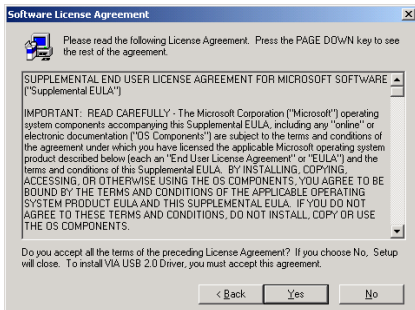 Software License Agreement
Please read the following License Agreement. Press the PAGE DOWN key to see
the rest of the agreement.
SUPPLEMENTAL END USER LICENSE AGREEMENT FOR MICROSOFT SOFTWARE
("Supplemental EULA")
IMPORTANT: READ CAREFULLY - The Microsoft Corporation ("Microsoft") operating
system components accompanying this Supplemental EULA, including any "online" or
electronic documentation ("OS Components") are subject to the terms and conditions of
the agreement under which you have licensed the applicable Microsoft operating system
product described below (each an "End User License Agreement" or "EULA") and the
terms and conditions of this Supplemental EULA. BY INSTALLING, COPYING,
ACCESSING, OR OTHERWISE USING THE OS COMPONENTS, YOU AGREE TO BE
BOUND BY THE TERMS AND CONDITIONS OF THE APPLICABLE OPERATING
SYSTEM PRODUCT EULA AND THIS SUPPLEMENTAL EULA. IF YOU DO NOT
AGREE TO THESE TERMS AND CONDITIONS, DO NOT INSTALL, COPY OR USE
THE OS COMPONENTS.
Do you accept all the terms of the preceding License Agreement? If you choose No, Setup
will close. To install VIA USB 2.0 Driver, you must accept this agreement.
< Back Yes No